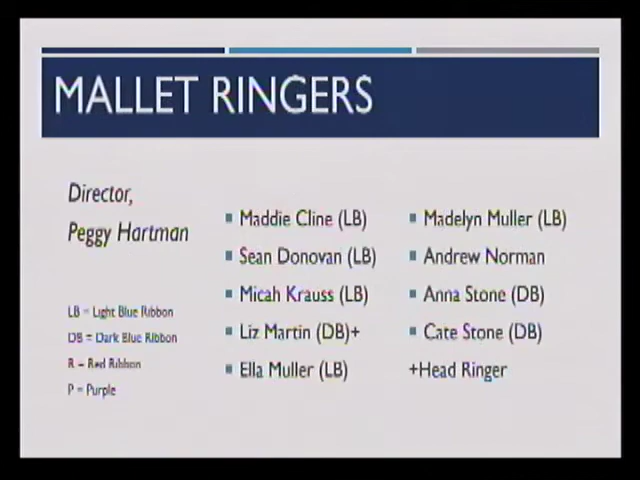 MALLET RINGERS
Director,
Peggy Hartman
LB = Light Blue Ribbon
DB = Dark Blue Ribbon
R = Red Ribbon
P = Purple
Maddie Cline (LB)
Sean Donovan (LB)
Micah Krauss (LB)
Liz Martin (DB)+
Ella Muller (LB)
Madelyn Muller (LB)
Andrew Norman
Anna Stone (DB)
Cate Stone (DB)
+Head Ringer